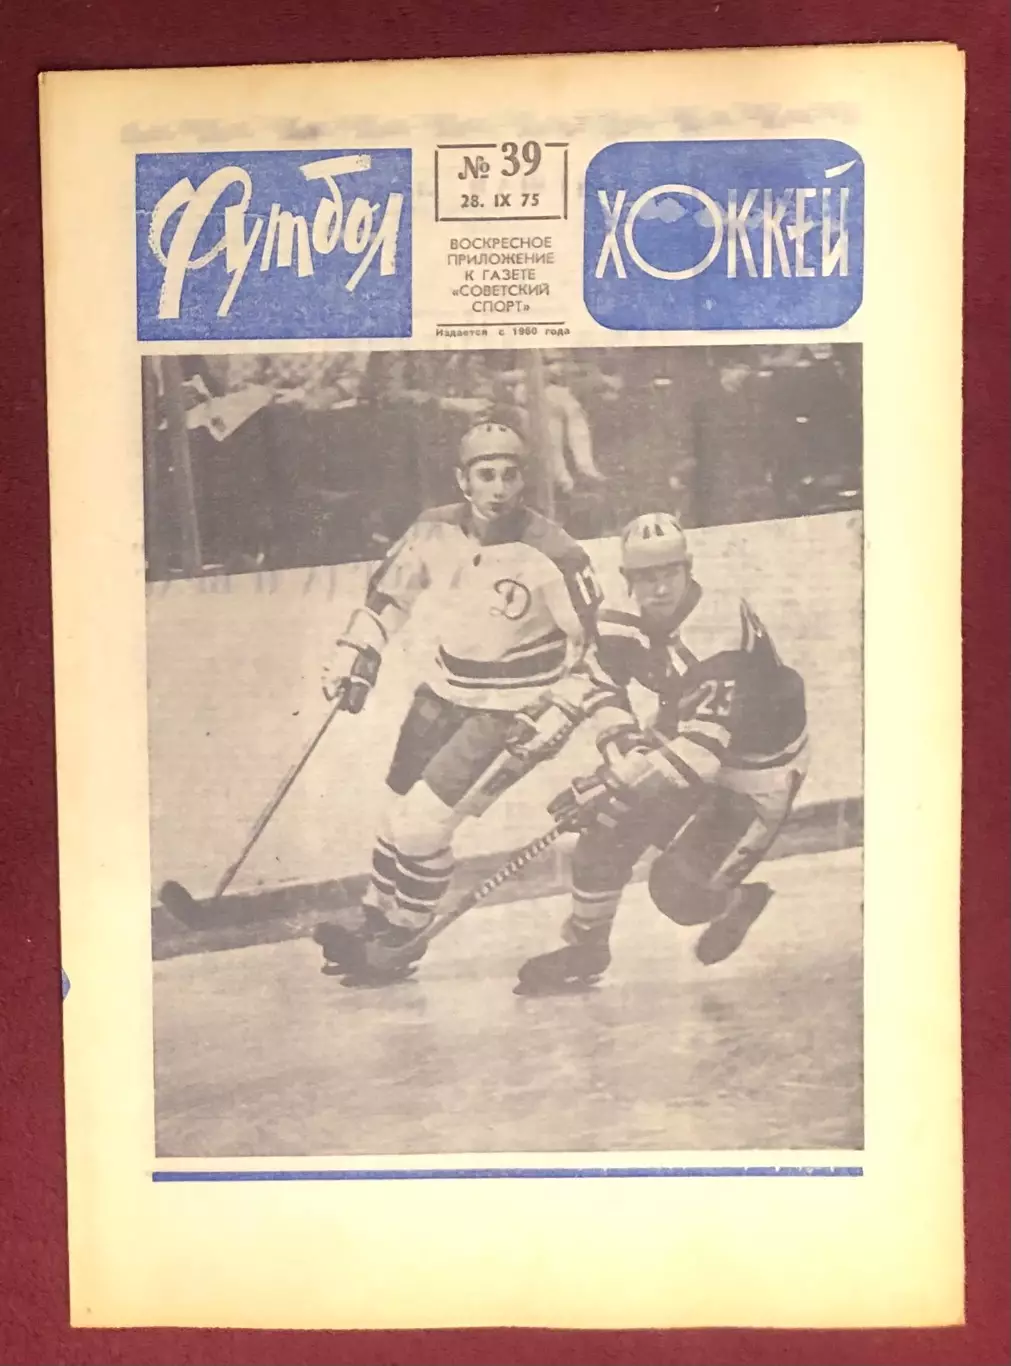 Футбол
№ 39
28. IX 75
ВОСКРЕСНОЕ
ПРИЛОЖЕНИЕ
К ГАЗЕТЕ
«СОВЕТСКИЙ
СПОРТ»
Издается с 1960 года
ХОККЕЙ
Д
23